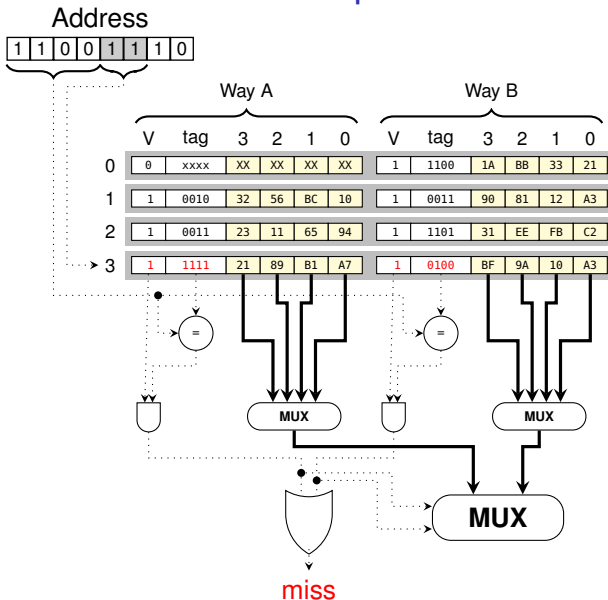 Address
1 1 0 0 1 1 1 0
Way A Way B
V tag 3 2 1 0 V tag 3 2 1 0
0 0 xxxx XX XX XX XX 1 1100 1A BB 33 21
1 1 0010 32 56 BC 10 1 0011 90 81 12 A3
2 1 0011 23 11 65 94 1 1101 31 EE FB C2
3 1 1111 21 89 B1 A7 1 0100 BF 9A 10 A3
= =
MUX MUX
MUX
miss